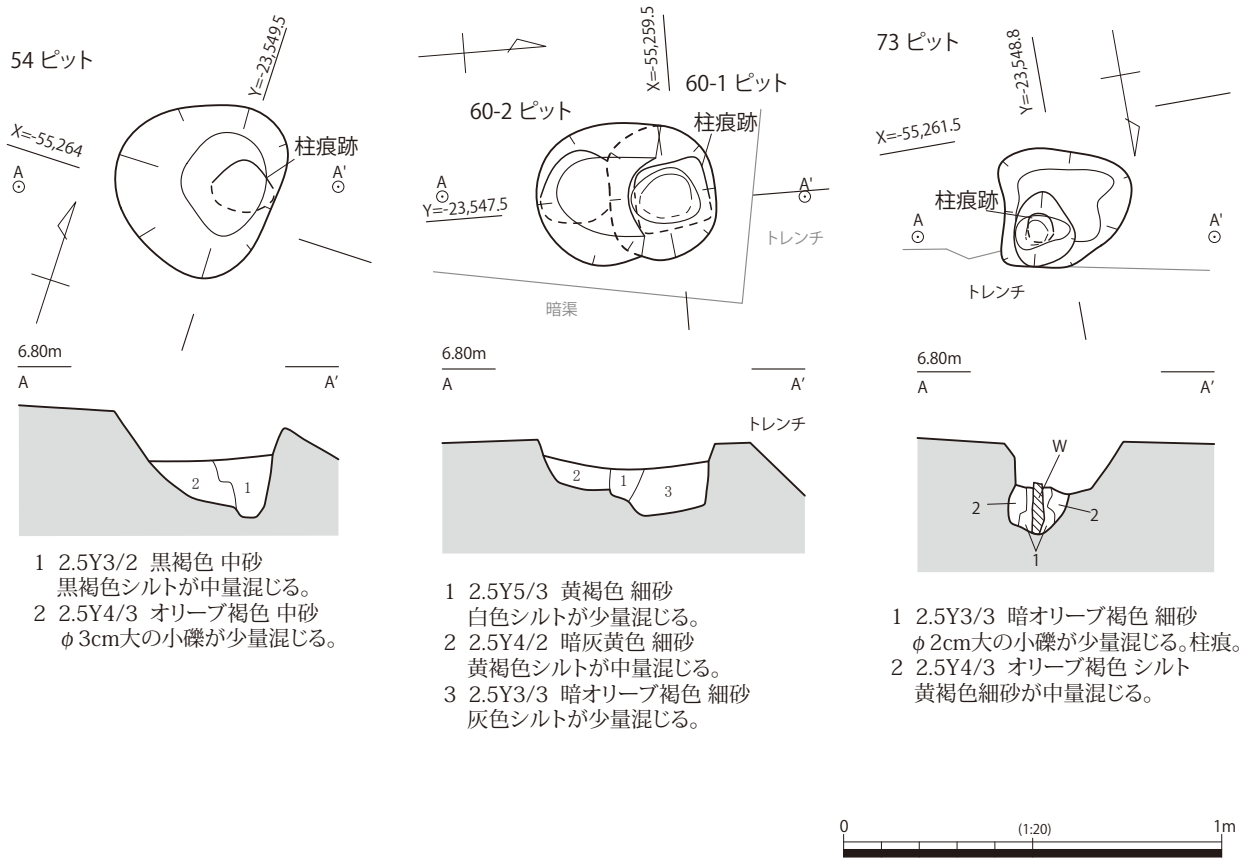 54 ピット
Y=-23,549.5
X=-55,264
柱痕跡
A
A'
6.80m
A
A'
2
1
1 2.5Y3/2 黒褐色 中砂
黒褐色シルトが中量混じる。
2 2.5Y4/3 オリーブ褐色 中砂
φ3cm大の小礫が少量混じる。
X=-55,259.5
60-1 ピット
60-2 ピット
柱痕跡
A
A'
Y=-23,547.5
トレンチ
暗渠
6.80m
A
A'
トレンチ
2
1
3
1 2.5Y5/3 黄褐色 細砂
白色シルトが少量混じる。
2 2.5Y4/2 暗灰黄色 細砂
黄褐色シルトが中量混じる。
3 2.5Y3/3 暗オリーブ褐色 細砂
灰色シルトが少量混じる。
73 ピット
Y=-23,548.8
X=-55,261.5
柱痕跡
A
A'
トレンチ
6.80m
A
A'
W
2
2
1
1 2.5Y3/3 暗オリーブ褐色 細砂
φ2cm大の小礫が少量混じる。柱痕。
2 2.5Y4/3 オリーブ褐色 シルト
黄褐色細砂が中量混じる。
0
(1:20)
1m